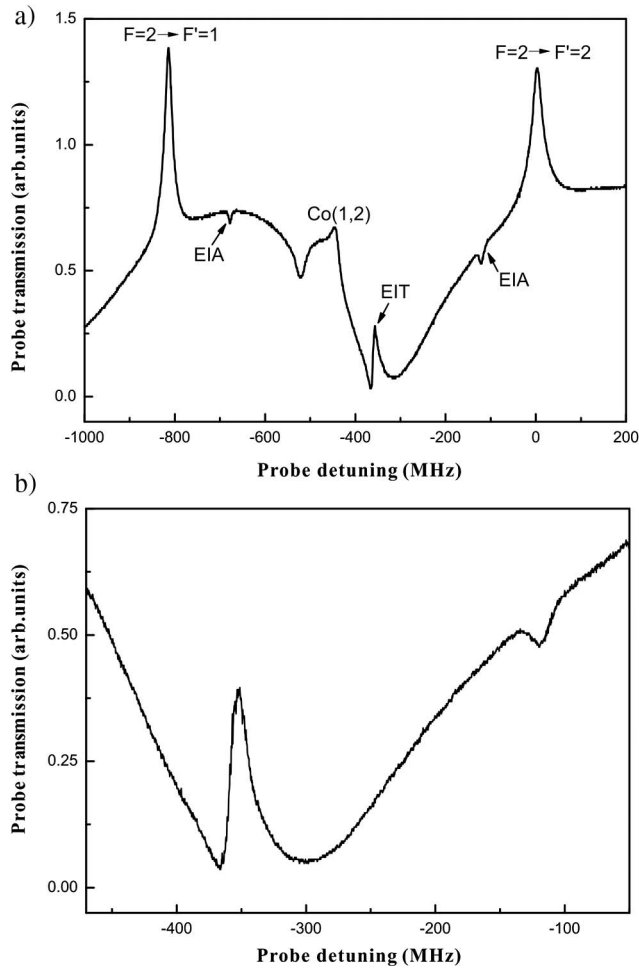 a)
F=2→F'=1
F=2→F'=2
Co(1,2)
EIA
EIT
EIA
Probe transmission (arb.units)
1.5
1.0
0.5
0.0
-1000 -800 -600 -400 -200 0 200
Probe detuning (MHz)
b)
Probe transmission (arb.units)
0.75
0.50
0.25
0.00
-400 -300 -200 -100
Probe detuning (MHz)